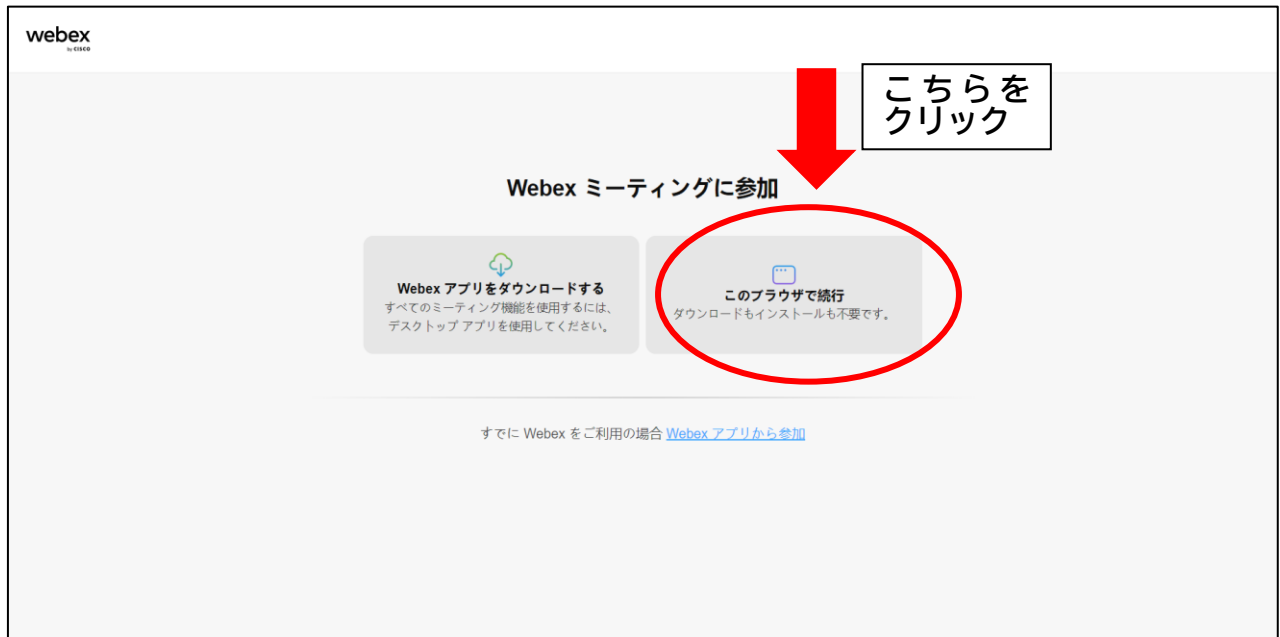 webex
by CISCO
こちらを
クリック
Webex ミーティングに参加
Webex アプリをダウンロードする
すべてのミーティング機能を使用するには、
デスクトップ アプリを使用してください。
このブラウザで続行
ダウンロードもインストールも不要です。
すでに Webex をご利用の場合 Webex アプリから参加